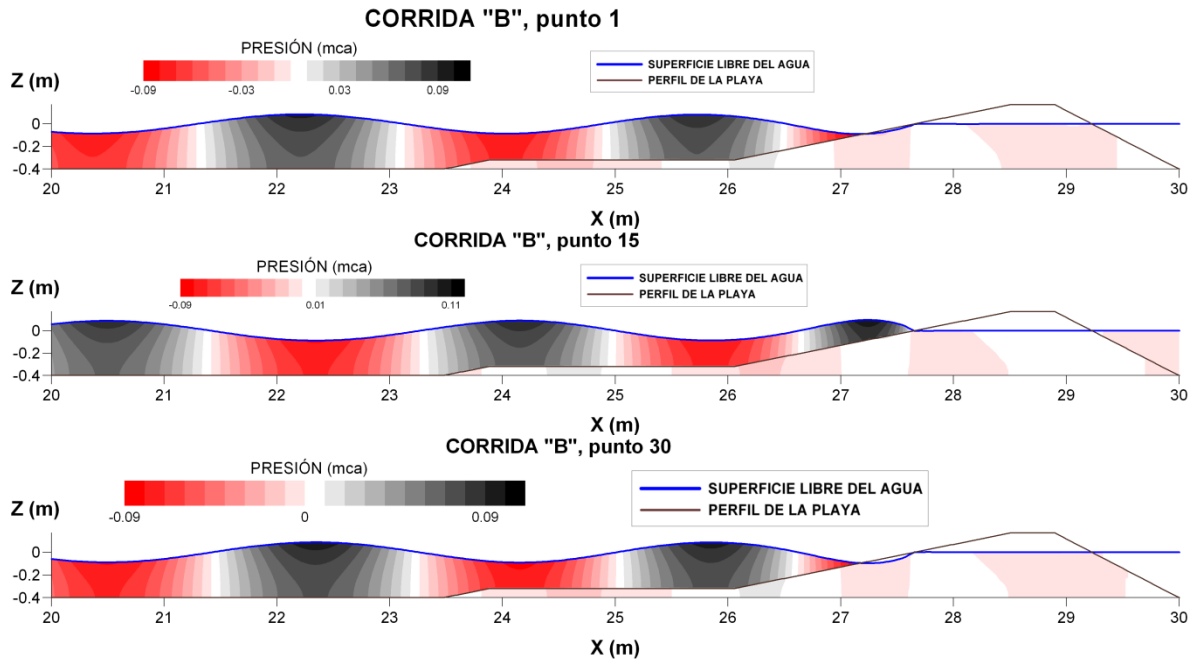 CORRIDA "B", punto 1
PRESIÓN (mca)
-0.09 -0.03 0.03 0.09
SUPERFICIE LIBRE DEL AGUA
PERFIL DE LA PLAYA
Z (m)
0
-0.2
-0.4
20 21 22 23 24 25 26 27 28 29 30
X (m)
CORRIDA "B", punto 15
PRESIÓN (mca)
-0.09 0.01 0.11
SUPERFICIE LIBRE DEL AGUA
PERFIL DE LA PLAYA
Z (m)
0
-0.2
-0.4
20 21 22 23 24 25 26 27 28 29 30
X (m)
CORRIDA "B", punto 30
PRESIÓN (mca)
-0.09 0 0.09
SUPERFICIE LIBRE DEL AGUA
PERFIL DE LA PLAYA
Z (m)
0
-0.2
-0.4
20 21 22 23 24 25 26 27 28 29 30
X (m)